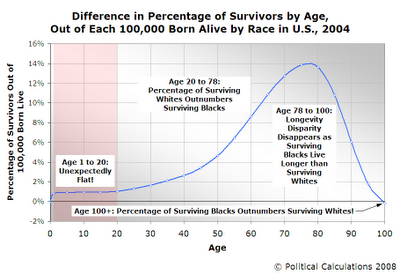 Difference in Percentage of Survivors by Age,
Out of Each 100,000 Born Alive by Race in U.S., 2004
Percentage of Survivors Out of
100,000 Born Live
16%
14%
12%
10%
8%
6%
4%
2%
0%
-2%
Age 1 to 20:
Unexpectedly
Flat!
Age 20 to 78:
Percentage of Surviving
Whites Outnumbers
Surviving Blacks
Age 78 to 100:
Longevity
Disparity
Disappears as
Surviving
Blacks Live
Longer than
Surviving
Whites
Age 100+: Percentage of Surviving Blacks Outnumbers Surviving Whites!
0 10 20 30 40 50 60 70 80 90 100
Age
© Political Calculations 2008